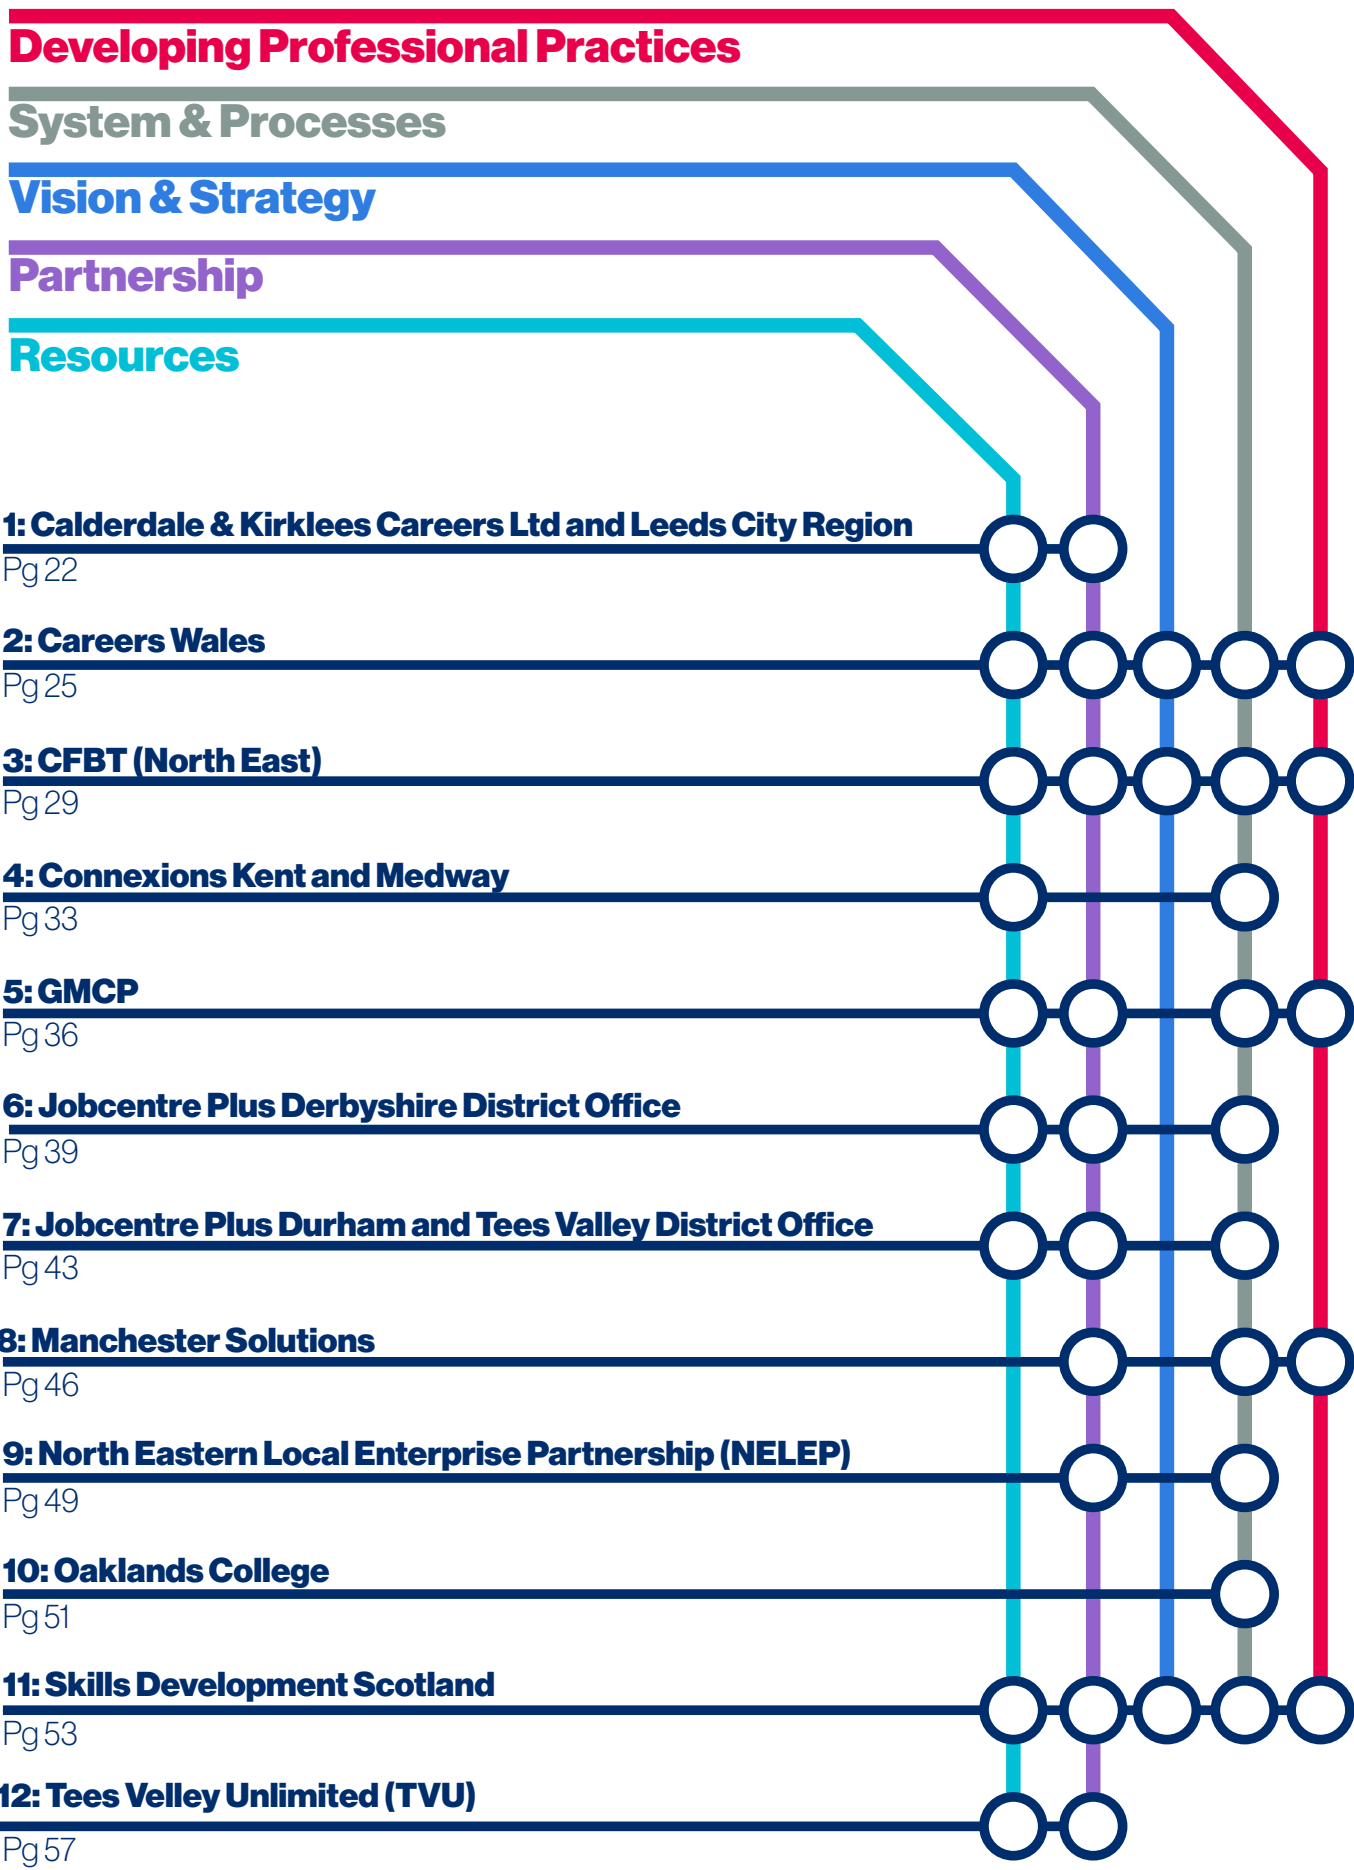 Developing Professional Practices
System & Processes
Vision & Strategy
Partnership
Resources
1: Calderdale & Kirklees Careers Ltd and Leeds City Region
Pg 22
2: Careers Wales
Pg 25
3: CFBT (North East)
Pg 29
4: Connexions Kent and Medway
Pg 33
5: GMCP
Pg 36
6: Jobcentre Plus Derbyshire District Office
Pg 39
7: Jobcentre Plus Durham and Tees Valley District Office
Pg 43
8: Manchester Solutions
Pg 46
9: North Eastern Local Enterprise Partnership (NELEP)
Pg 49
10: Oaklands College
Pg 51
11: Skills Development Scotland
Pg 53
12: Tees Velley Unlimited (TVU)
Pg 57